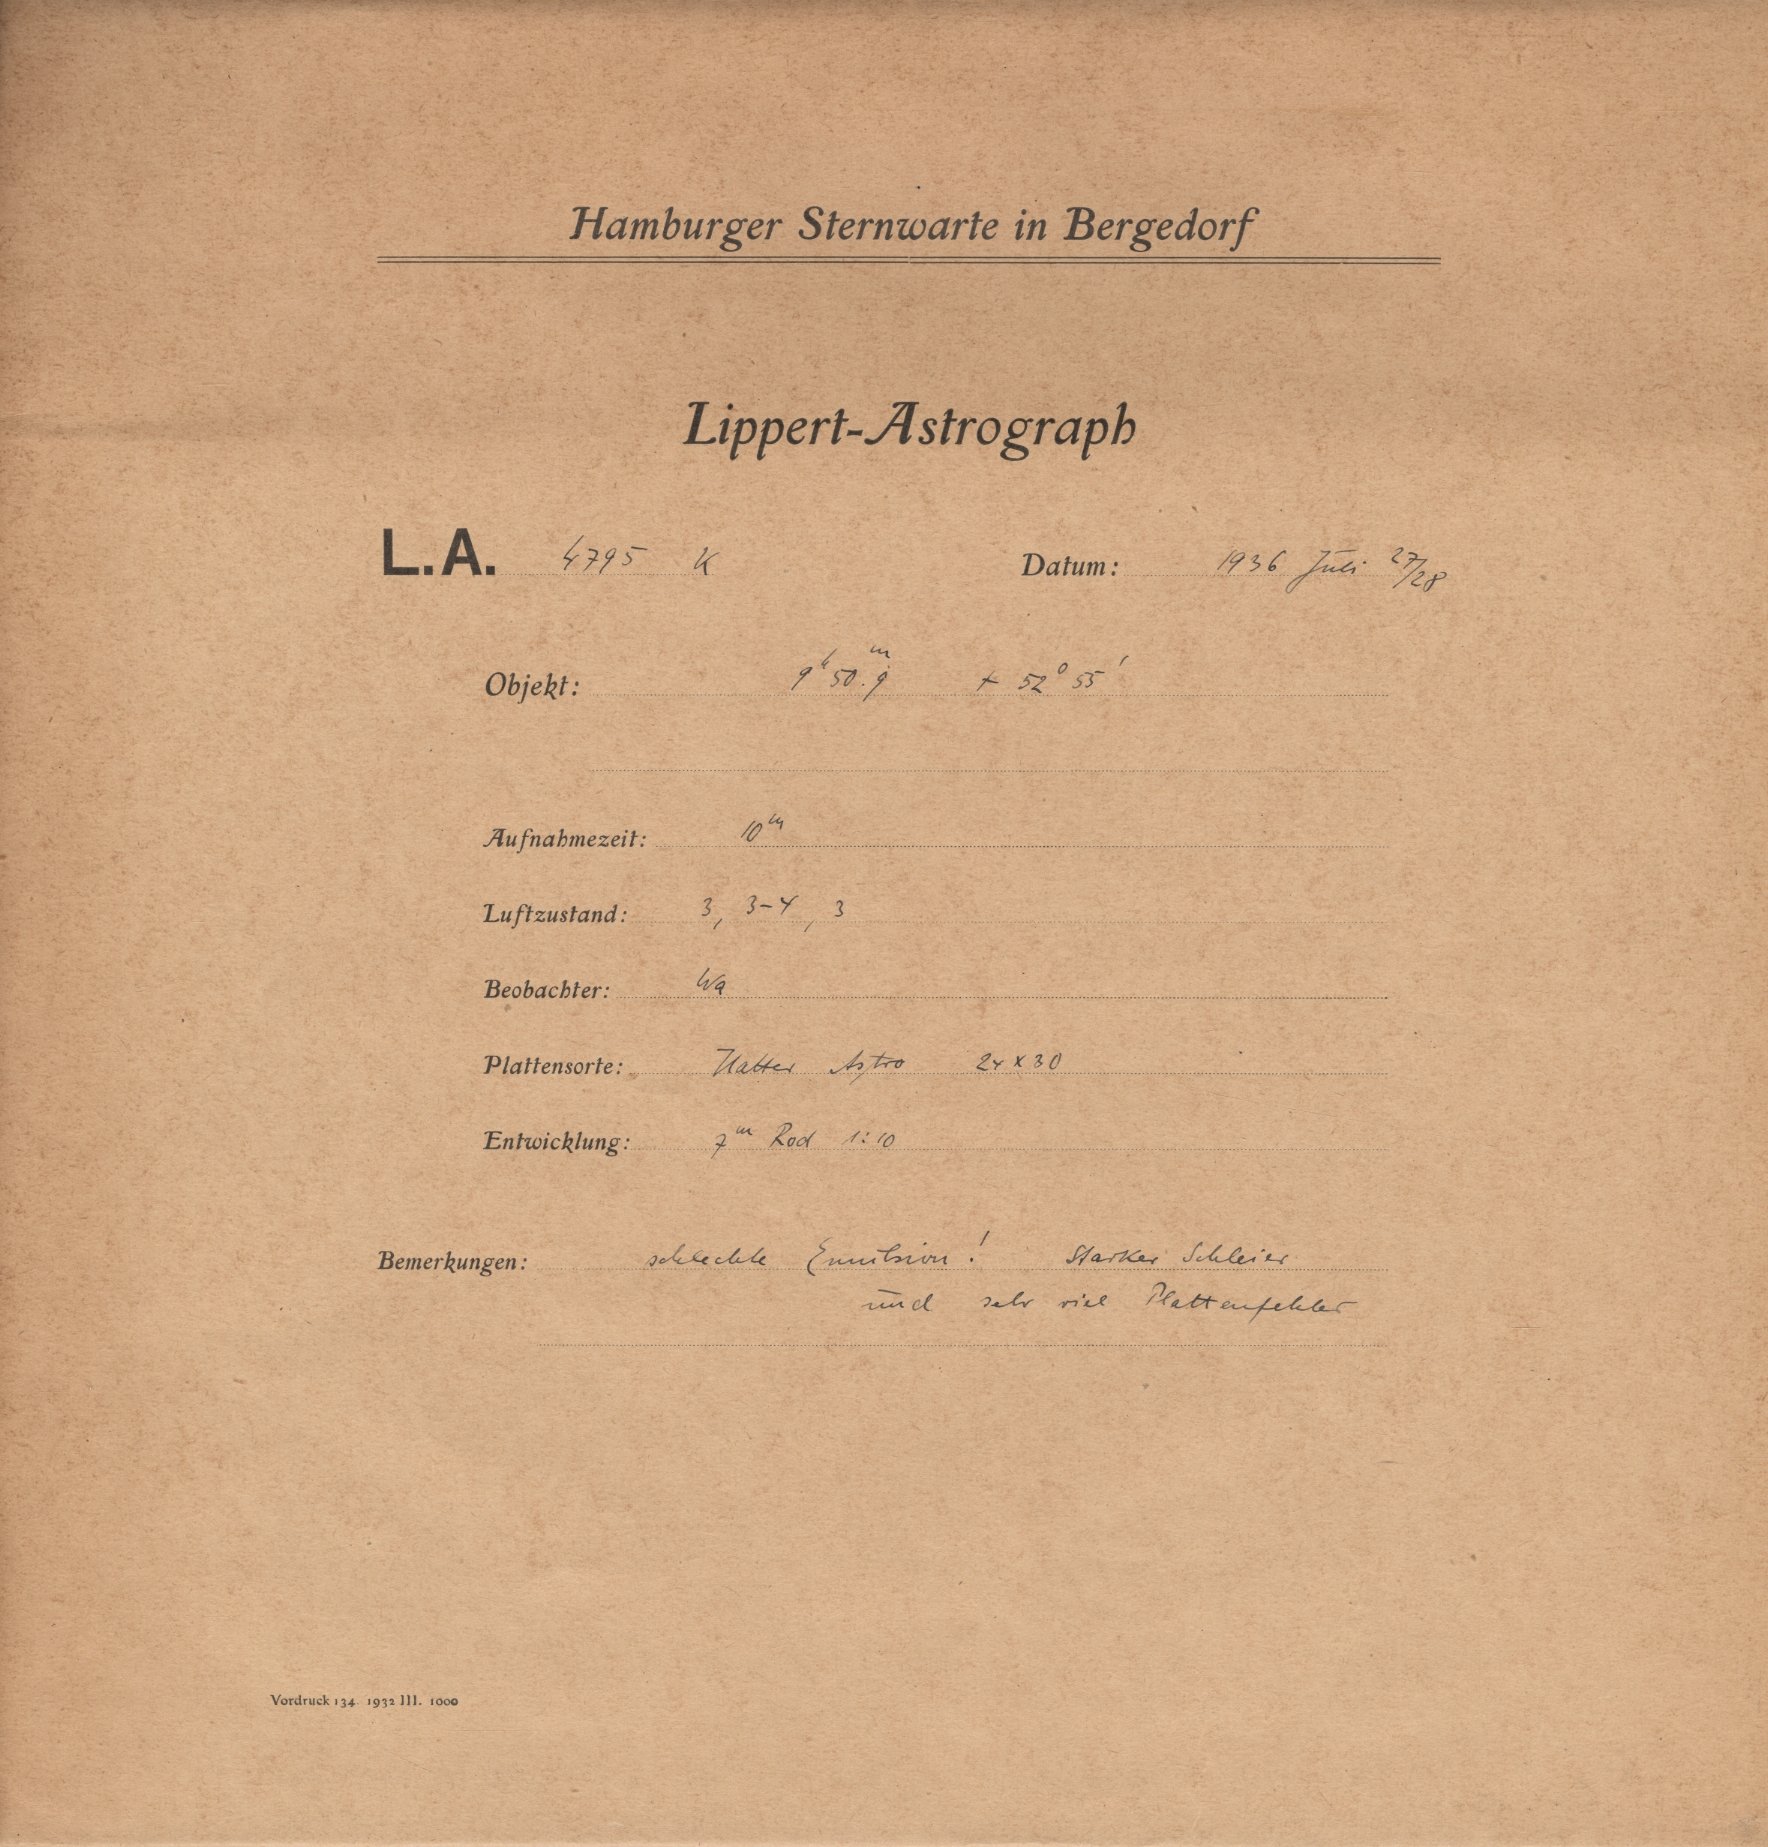 Hamburger Sternwarte in Bergedorf
Lippert-Astrograph
L.A. 4795 K Datum: 1936 Juli 27/28
Objekt: 9ʰ 50.9ᵐ + 52° 55'
Aufnahmezeit: 10ᵐ
Luftzustand: 3, 3-4, 3
Beobachter: Wa
Plattensorte: Astro 24 x 30
Entwicklung: 7ᵐ Rod 1:10
Bemerkungen: schlechte Emulsion! Starker Schleier
und sehr viel Plattenfehler
Vordruck 134. 1932 III. 1000